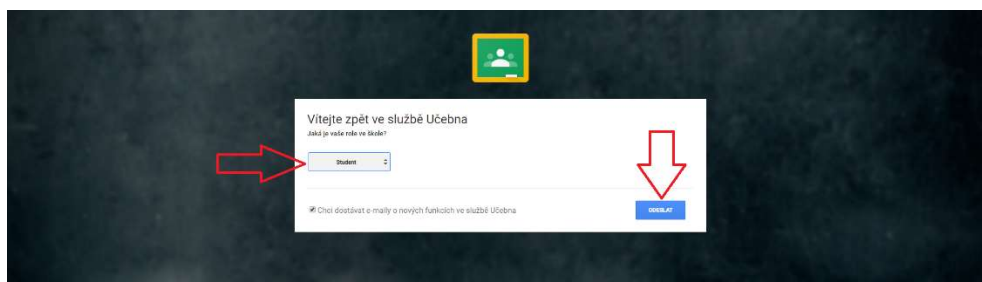 Vítejte zpět ve službě Učebna
Jaká je vaše role ve škole?
Student
Chci dostávat e-maily o nových funkcích ve službě Učebna
ODESLAT